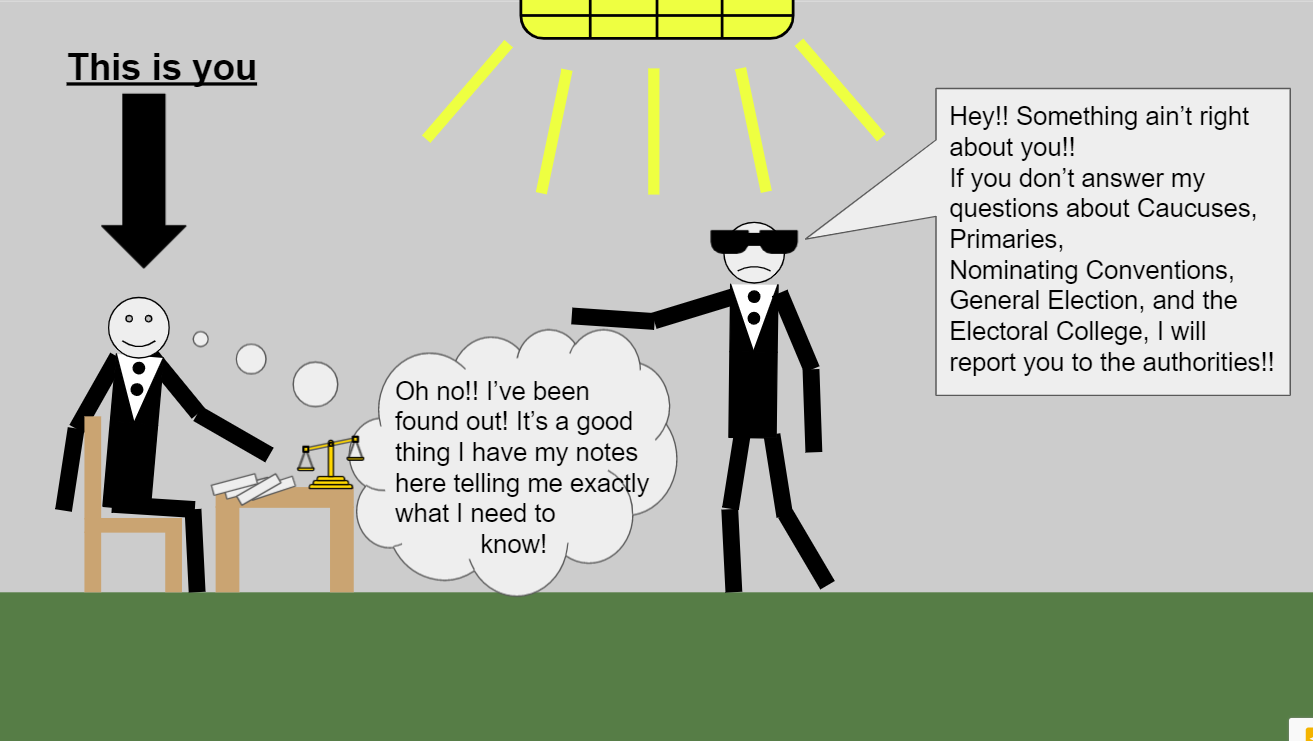 This is you
Hey!! Something ain’t right
about you!!
If you don’t answer my
questions about Caucuses,
Primaries,
Nominating Conventions,
General Election, and the
Electoral College, I will
report you to the authorities!!
Oh no!! I’ve been
found out! It’s a good
thing I have my notes
here telling me exactly
what I need to
know!